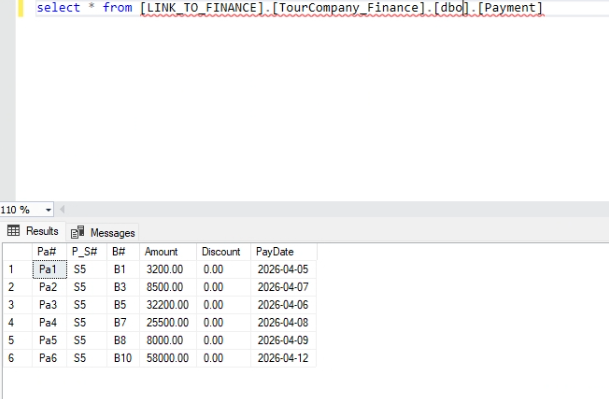 select * from [LINK_TO_FINANCE].[TourCompany_Finance].[dbo].[Payment]
110 %
Results Messages
Pa# P_S# B# Amount Discount PayDate
1 Pa1 S5 B1 3200.00 0.00 2026-04-05
2 Pa2 S5 B3 8500.00 0.00 2026-04-07
3 Pa3 S5 B5 32200.00 0.00 2026-04-06
4 Pa4 S5 B7 25500.00 0.00 2026-04-08
5 Pa5 S5 B8 8000.00 0.00 2026-04-09
6 Pa6 S5 B10 58000.00 0.00 2026-04-12